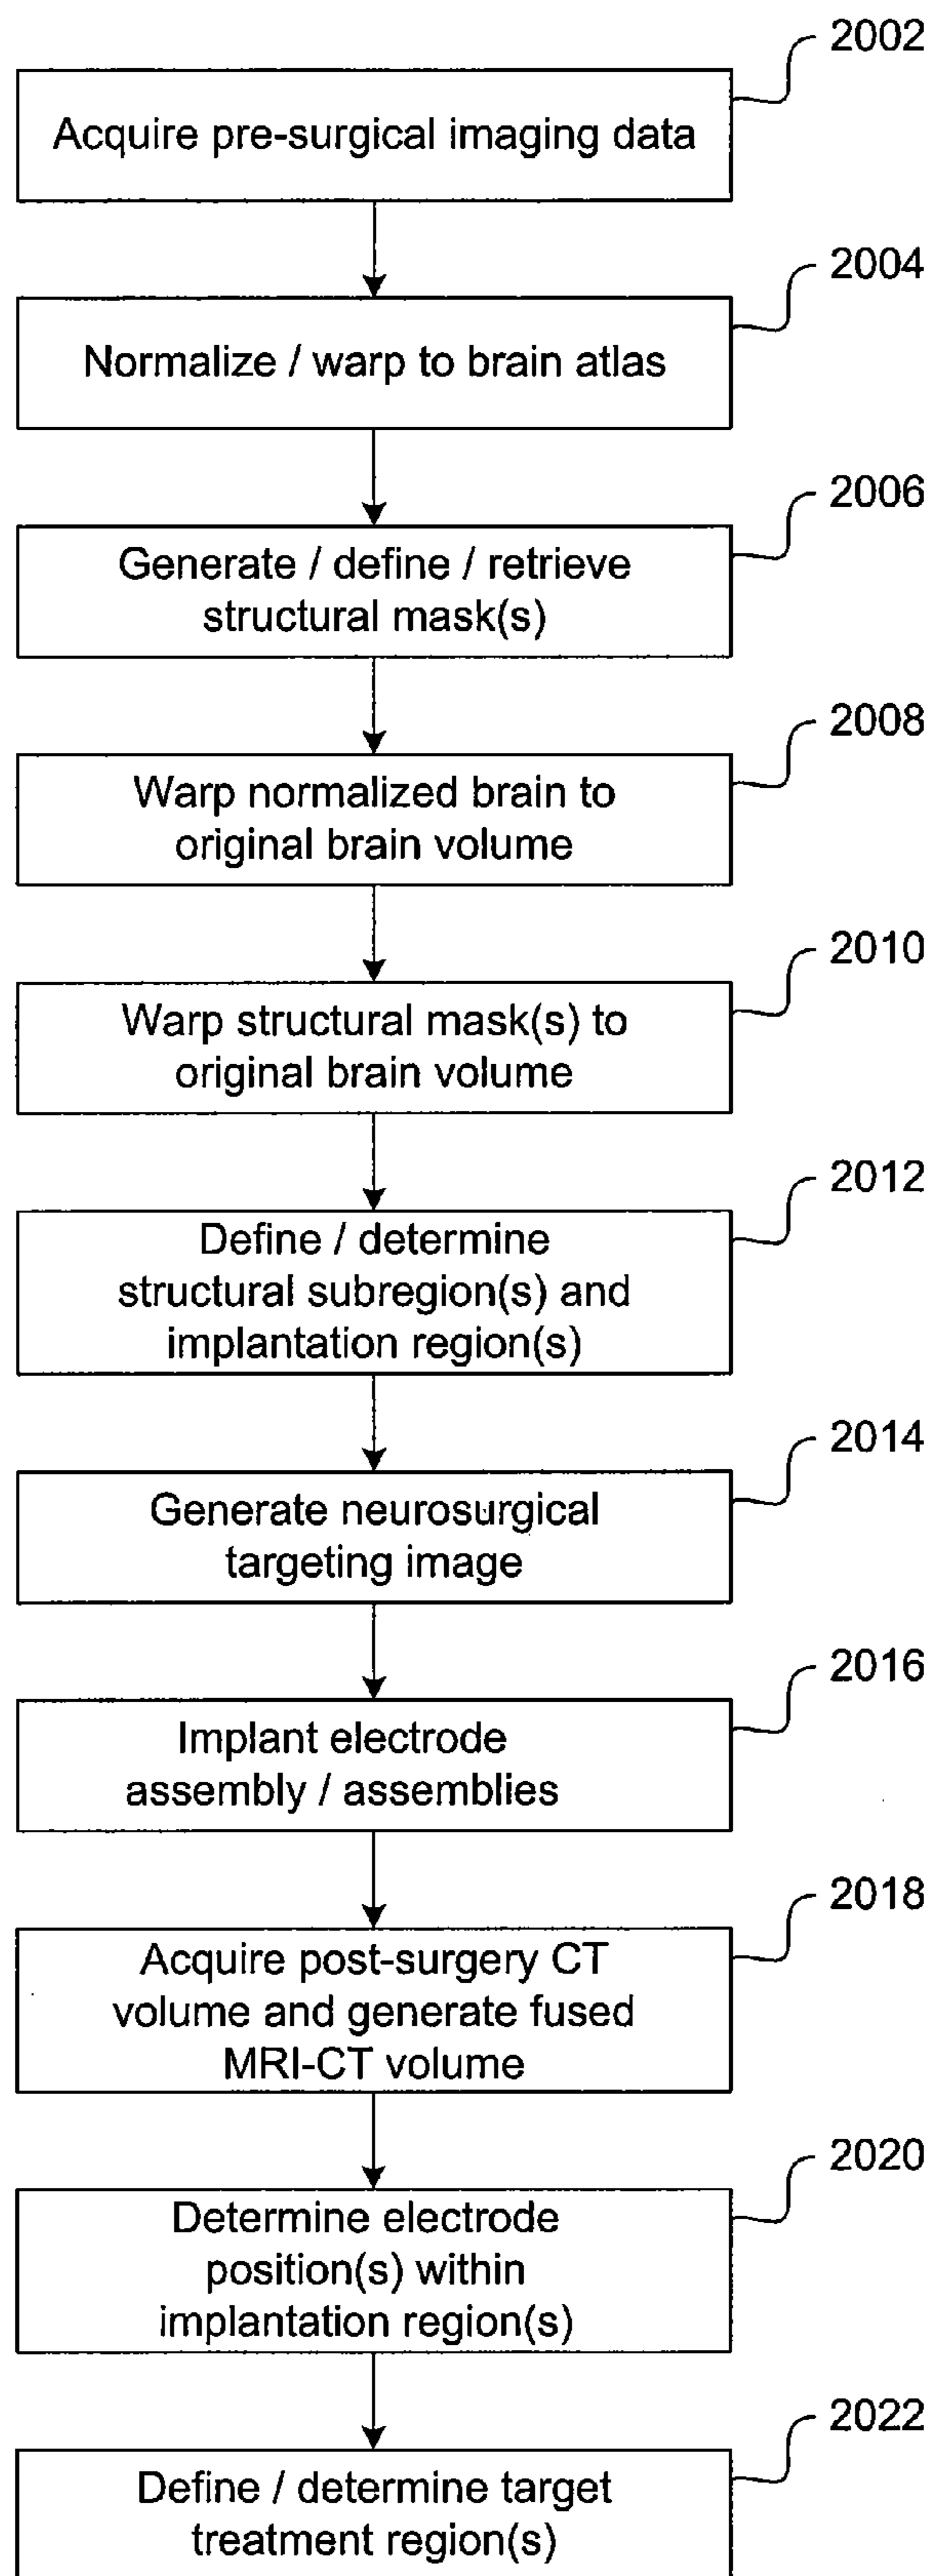 2002
Acquire pre-surgical imaging data
2004
Normalize / warp to brain atlas
2006
Generate / define / retrieve
structural mask(s)
2008
Warp normalized brain to
original brain volume
2010
Warp structural mask(s) to
original brain volume
2012
Define / determine
structural subregion(s) and
implantation region(s)
2014
Generate neurosurgical
targeting image
2016
Implant electrode
assembly / assemblies
2018
Acquire post-surgery CT
volume and generate fused
MRI-CT volume
2020
Determine electrode
position(s) within
implantation region(s)
2022
Define / determine target
treatment region(s)